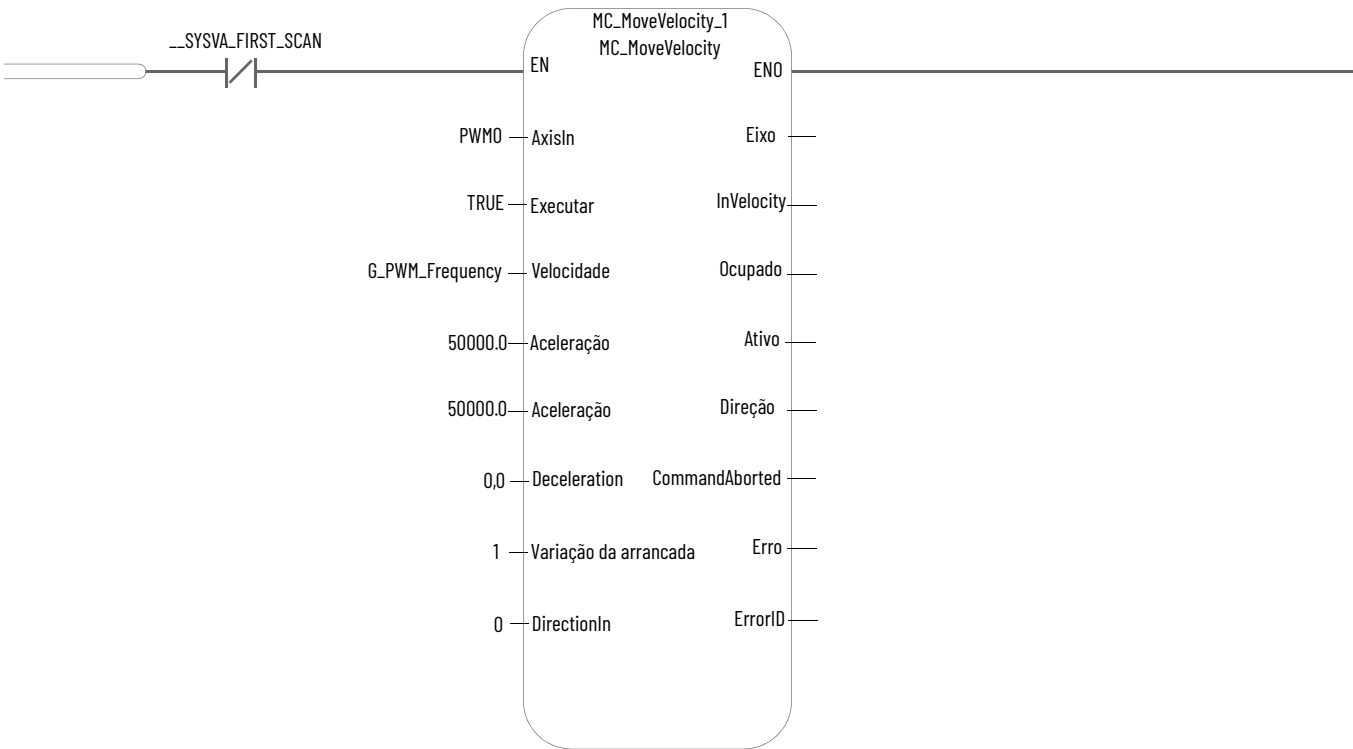 MC_MoveVelocity_1
__SYSVA_FIRST_SCAN
MC_MoveVelocity
EN
ENO
PWM0
AxisIn
Eixo
TRUE
Executar
InVelocity
G_PWM_Frequency
Velocidade
Ocupado
50000.0
Aceleração
Ativo
50000.0
Aceleração
Direção
0,0
Deceleration
CommandAborted
1
Variação da arrancada
Erro
0
DirectionIn
ErrorID